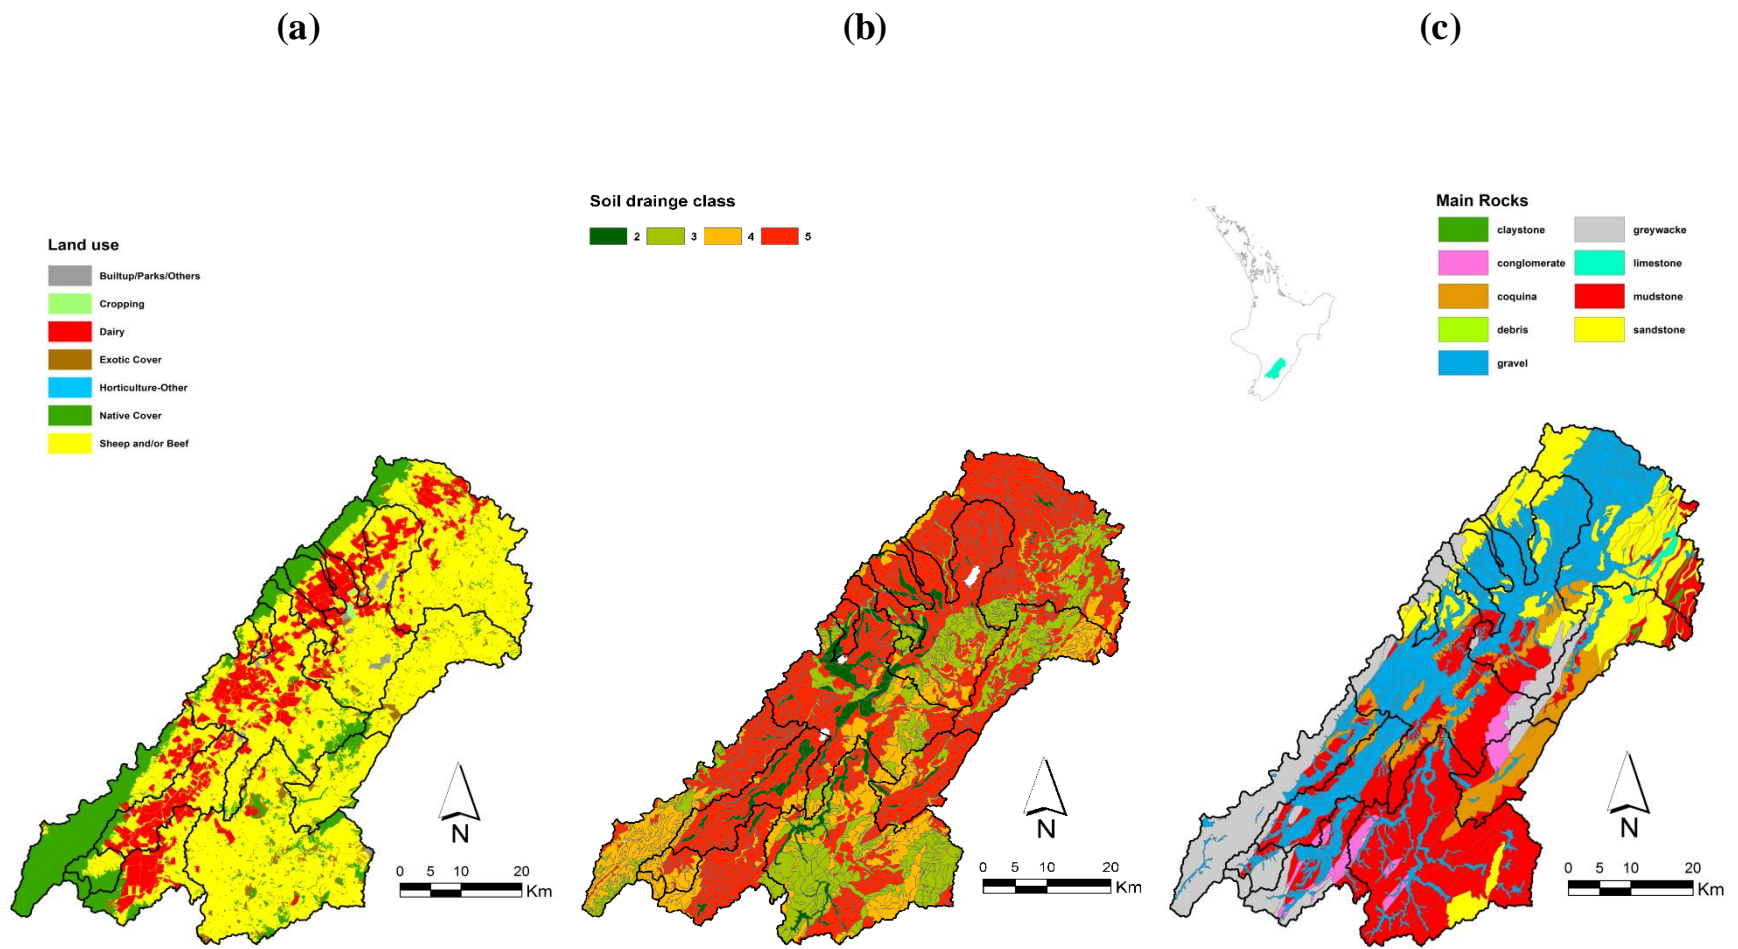 (a) (b) (c)
Soil drainge class
2 3 4 5
Land use
Builtup/Parks/Others
Cropping
Dairy
Exotic Cover
Horticulture-Other
Native Cover
Sheep and/or Beef
Main Rocks
claystone greywacke
conglomerate limestone
coquina mudstone
debris sandstone
gravel
N
0 5 10 20
Km
N
0 5 10 20
Km
N
0 5 10 20
Km